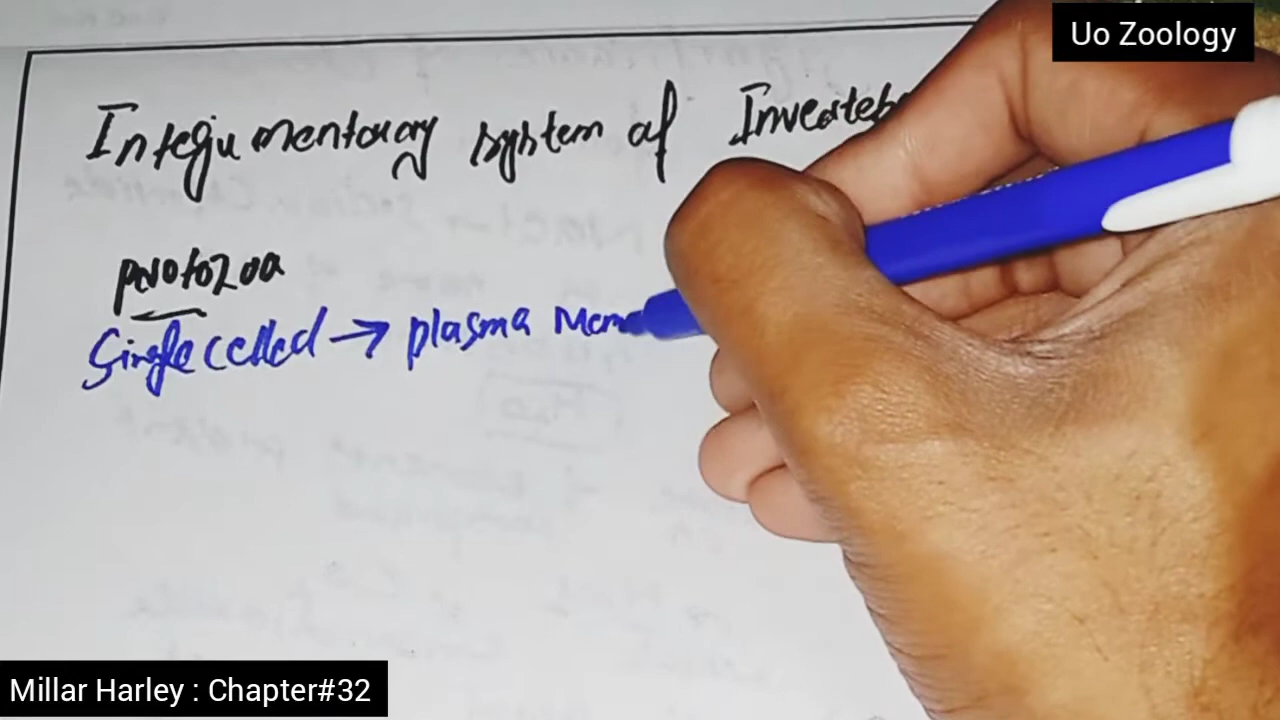 Uo Zoology
Integumentary system of Inverteb
protozoa
Single celled → plasma Mem
Millar Harley : Chapter#32